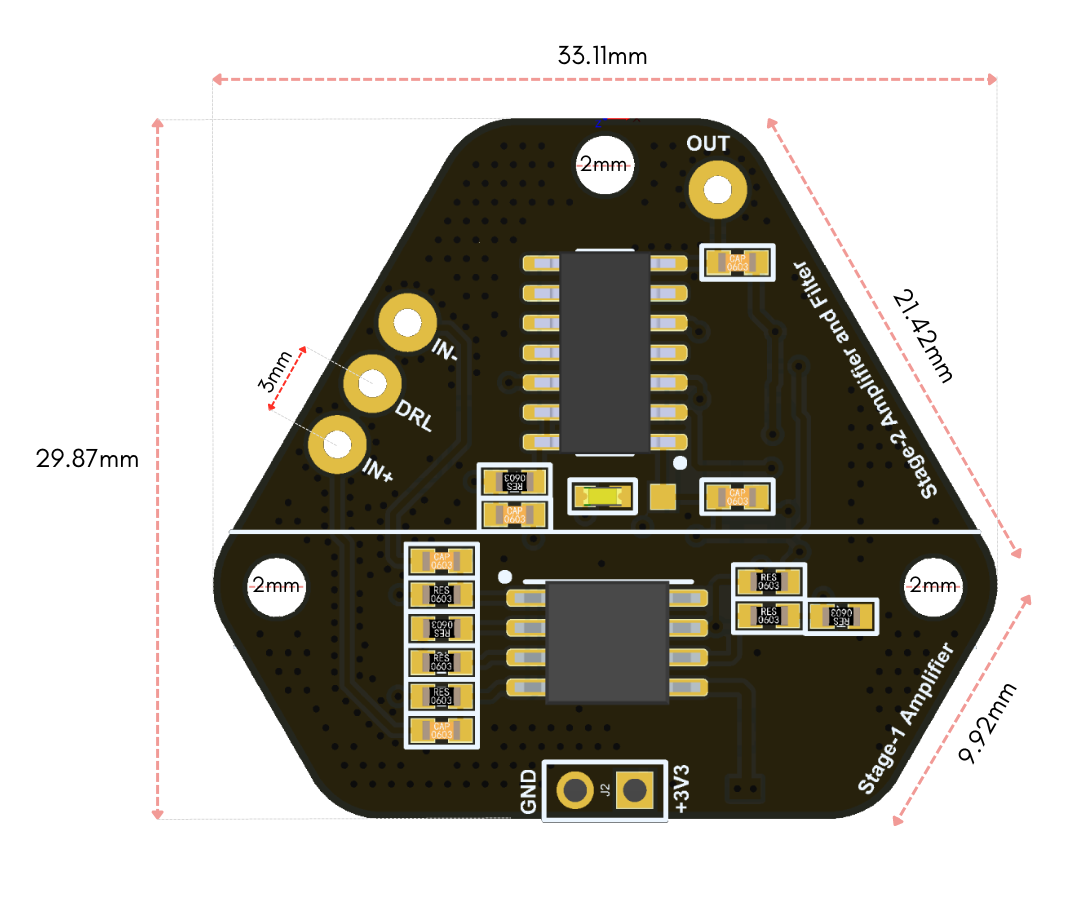 33.11mm
OUT
2mm
CAP
0603
Stage-2 Amplifier and Filter
21.42mm
IN-
3mm
DRL
IN+
29.87mm
RES
0603
CAP
0603
CAP
0603
CAP
0603
RES
0603
RES
0603
RES
0603
RES
0603
CAP
0603
2mm
2mm
RES
0603
RES
0603
RES
0603
Stage-1 Amplifier
9.92mm
GND
J2
+3V3